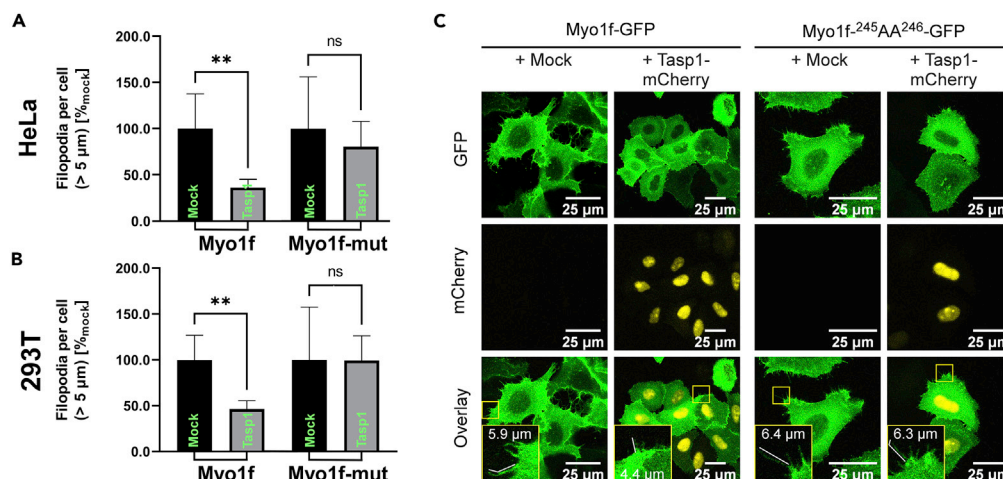 A
HeLa
Filopodia per cell
(> 5 µm) [%mock]
200.0
150.0
100.0
50.0
0.0
**
ns
Mock
Tasp1
Mock
Tasp1
Myo1f
Myo1f-mut
B
293T
Filopodia per cell
(> 5 µm) [%mock]
200.0
150.0
100.0
50.0
0.0
**
ns
Mock
Tasp1
Mock
Tasp1
Myo1f
Myo1f-mut
C
Myo1f-GFP
Myo1f-²⁴⁵AA²⁴⁶-GFP
+ Mock
+ Tasp1-
mCherry
+ Mock
+ Tasp1-
mCherry
GFP
25 µm
25 µm
25 µm
25 µm
mCherry
25 µm
25 µm
25 µm
25 µm
Overlay
5.9 µm
25 µm
4.4 µm
25 µm
6.4 µm
25 µm
6.3 µm
25 µm